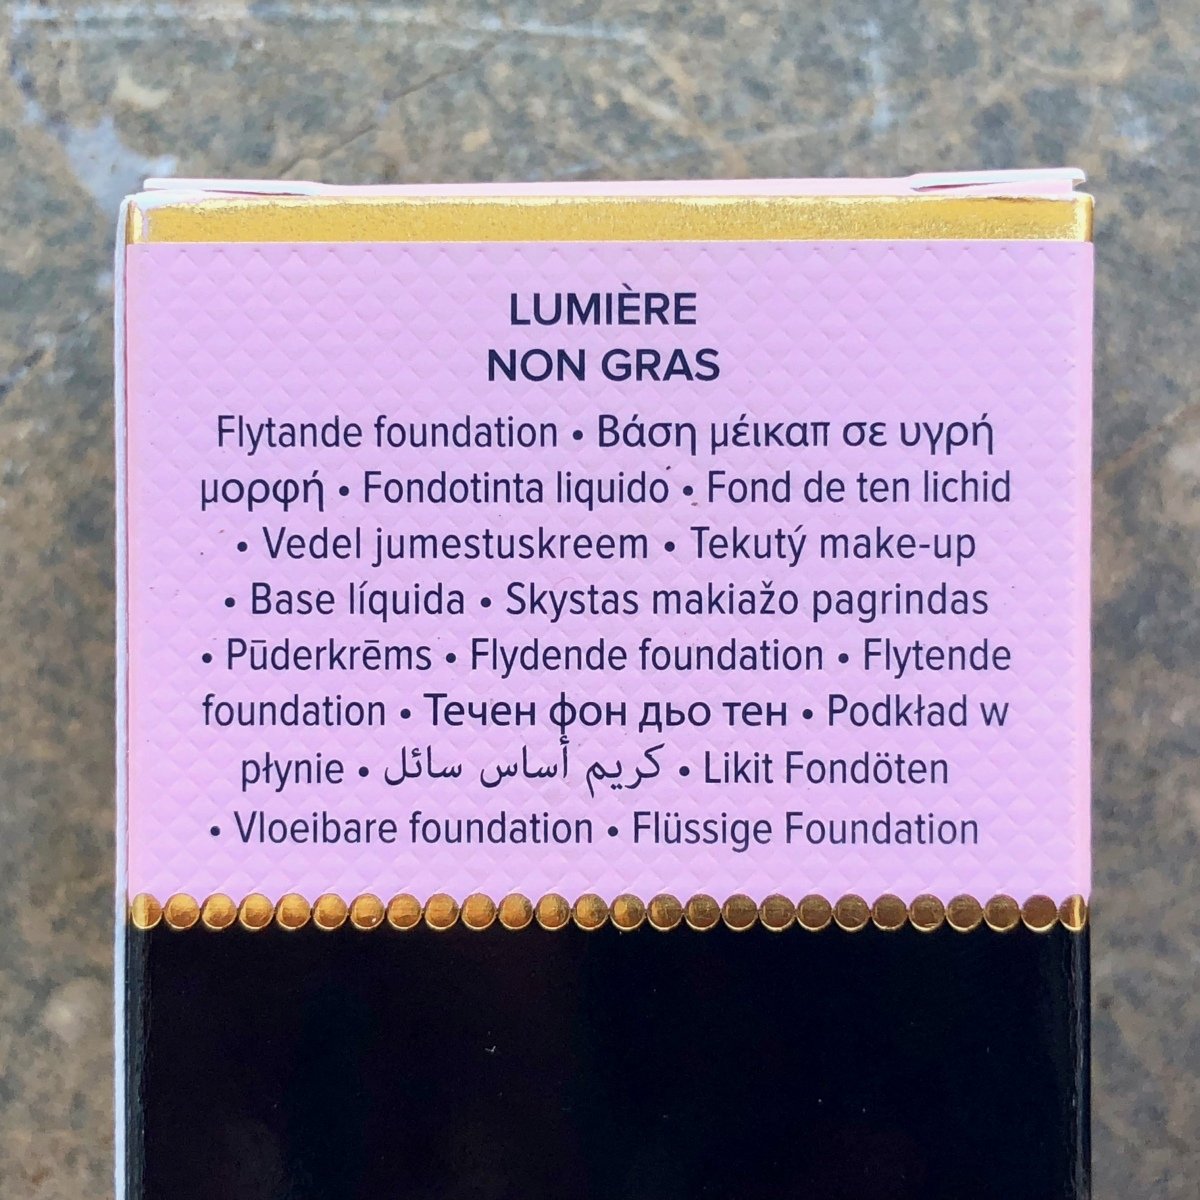 LUMIÈRE
NON GRAS
Flytande foundation • Βάση μέικαπ σε υγρή
μορφή • Fondotinta liquido • Fond de ten lichid
• Vedel jumestuskreem • Tekutý make-up
• Base líquida • Skystas makiažo pagrindas
• Pūderkrēms • Flydende foundation • Flytende
foundation • Течен фон дьо тен • Podkład w
płynie • كريم أساس سائل • Likit Fondöten
• Vloeibare foundation • Flüssige Foundation